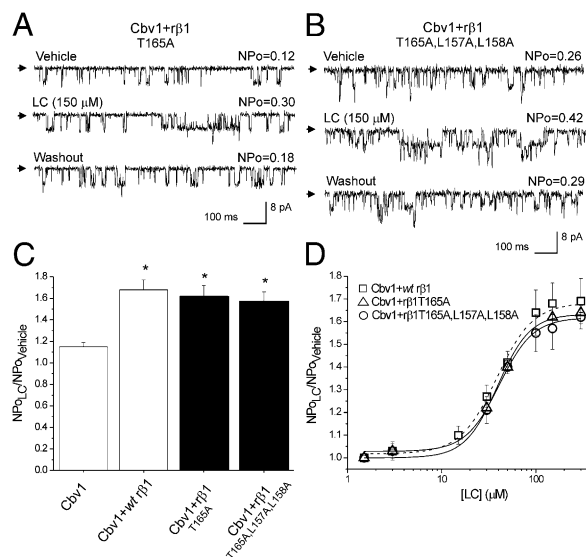 A
Cbv1+rβ1
T165A
Vehicle NPo=0.12
LC (150 μM) NPo=0.30
Washout NPo=0.18
100 ms 8 pA
B
Cbv1+rβ1
T165A,L157A,L158A
Vehicle NPo=0.26
LC (150 μM) NPo=0.42
Washout NPo=0.29
100 ms 8 pA
C
NPoLC/NPoVehicle
1.8
1.6
1.4
1.2
1.0
0.8
0.6
0.4
0.2
0.0
* * *
Cbv1
Cbv1+wt rβ1
Cbv1+rβ1
T165A
Cbv1+rβ1
T165A,L157A,L158A
D
NPoLC/NPoVehicle
1.8
1.7
1.6
1.5
1.4
1.3
1.2
1.1
1.0
0.9
Cbv1+wt rβ1
Cbv1+rβ1T165A
Cbv1+rβ1T165A,L157A,L158A
1 10 100
[LC] (μM)